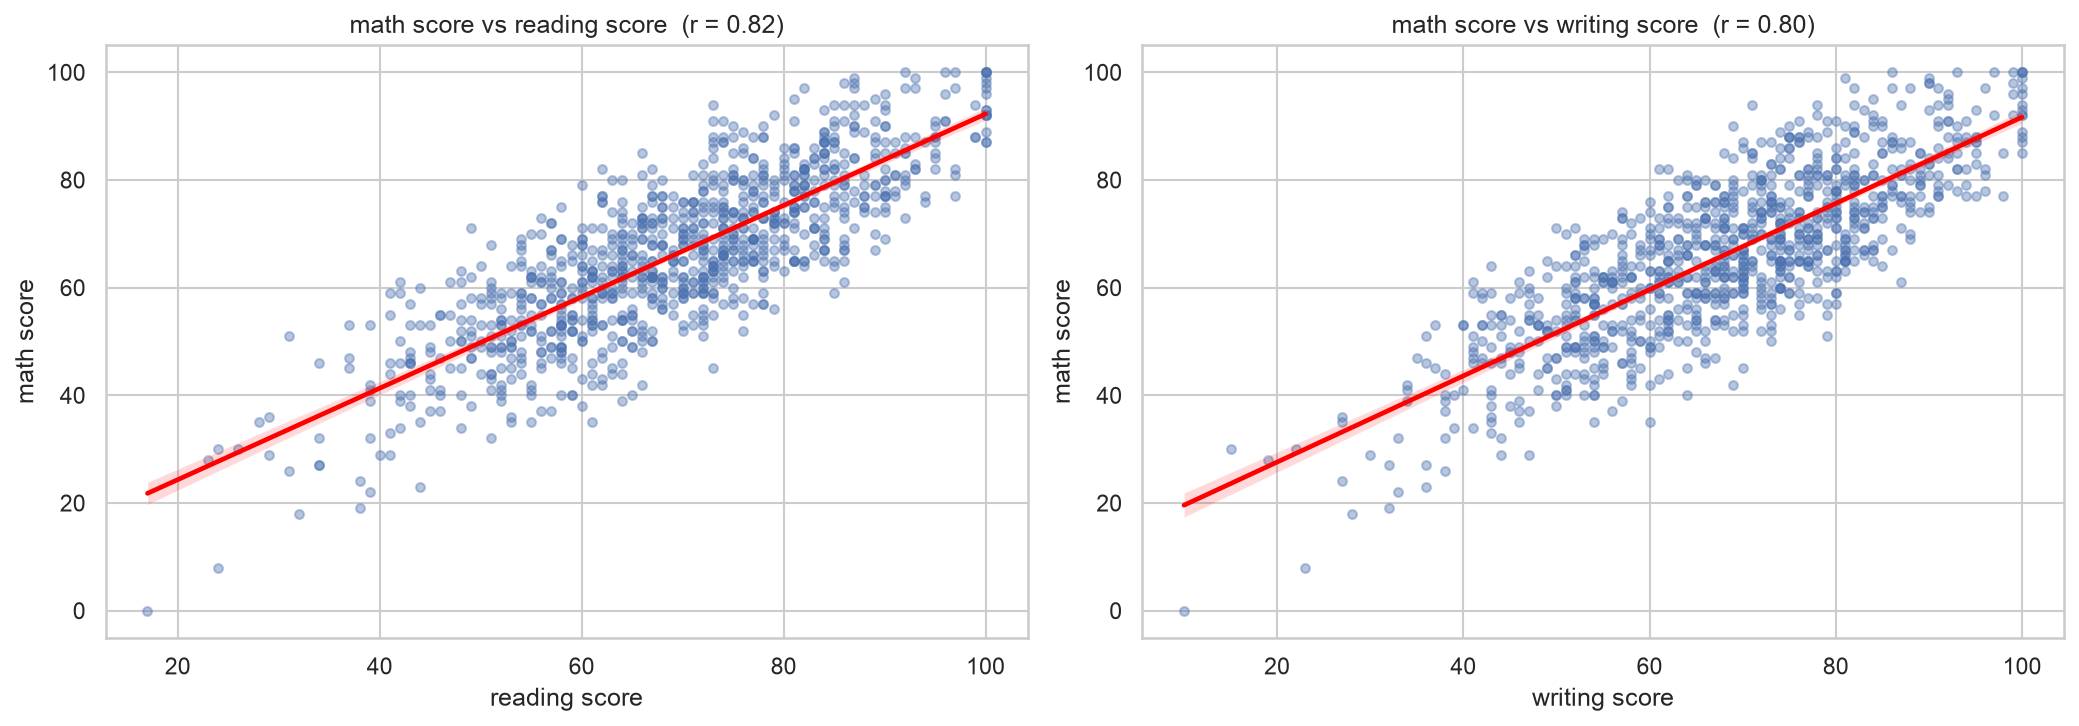 math score vs reading score  (r = 0.82)
100
80
60
40
20
0
math score
20 40 60 80 100
reading score
math score vs writing score  (r = 0.80)
100
80
60
40
20
0
math score
20 40 60 80 100
writing score